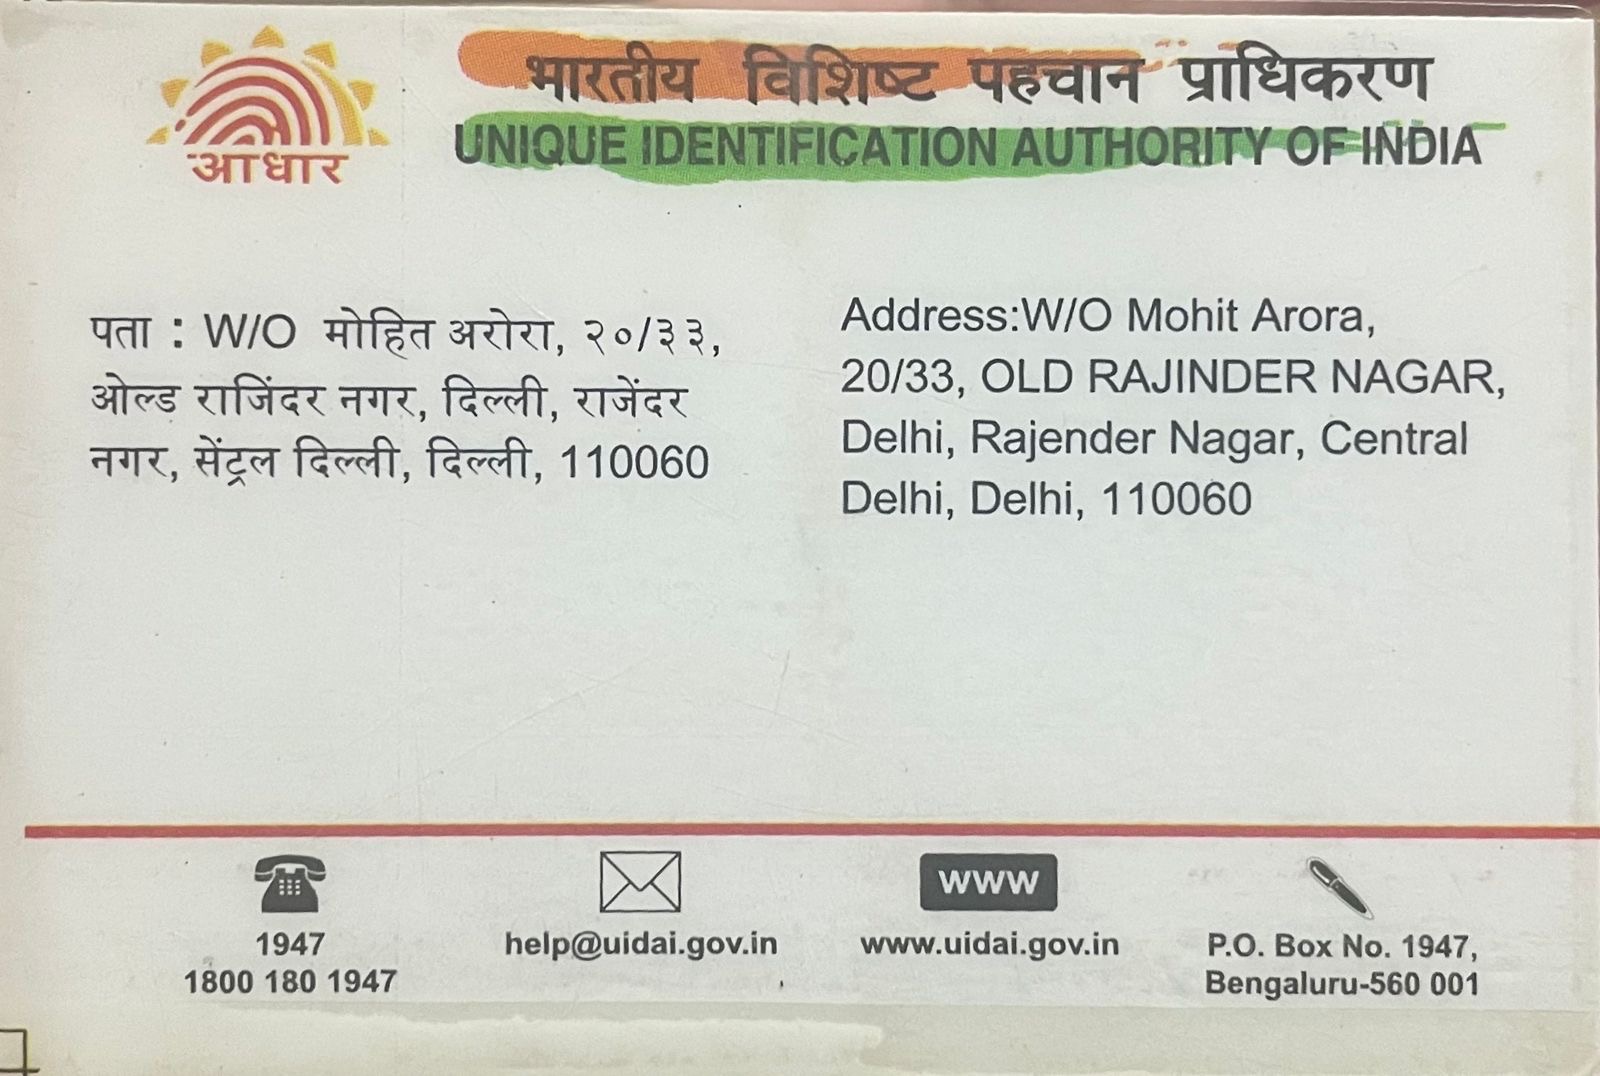 आधार
भारतीय विशिष्ट पहचान प्राधिकरण
UNIQUE IDENTIFICATION AUTHORITY OF INDIA
पता : W/O मोहित अरोरा, २०/३३,
ओल्ड राजिंदर नगर, दिल्ली, राजेंदर
नगर, सेंट्रल दिल्ली, दिल्ली, 110060
Address:W/O Mohit Arora,
20/33, OLD RAJINDER NAGAR,
Delhi, Rajender Nagar, Central
Delhi, Delhi, 110060
1947
1800 180 1947
help@uidai.gov.in
www
www.uidai.gov.in
P.O. Box No. 1947,
Bengaluru-560 001